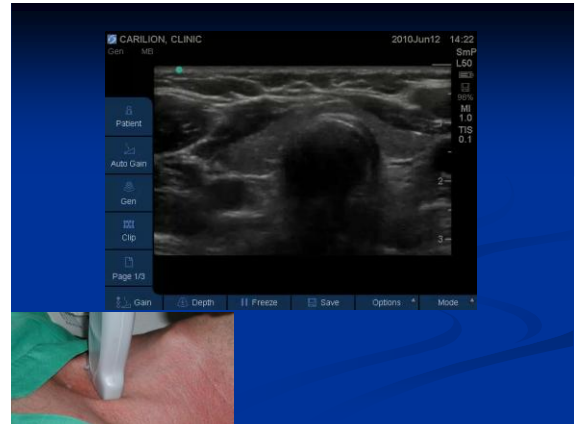 CARILION, CLINIC
2010Jun12 14:22
Gen MB
SmP
L50
96%
MI
1.0
TIS
0.1
Patient
Auto Gain
Gen
Clip
Page 1/3
2
3
Gain Depth Freeze Save Options Mode